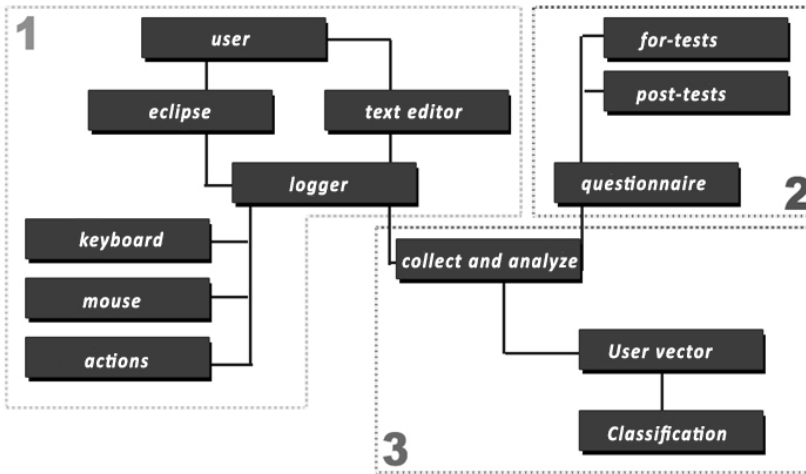 1
user
eclipse
text editor
logger
keyboard
mouse
actions
for-tests
post-tests
questionnaire
2
collect and analyze
User vector
Classification
3